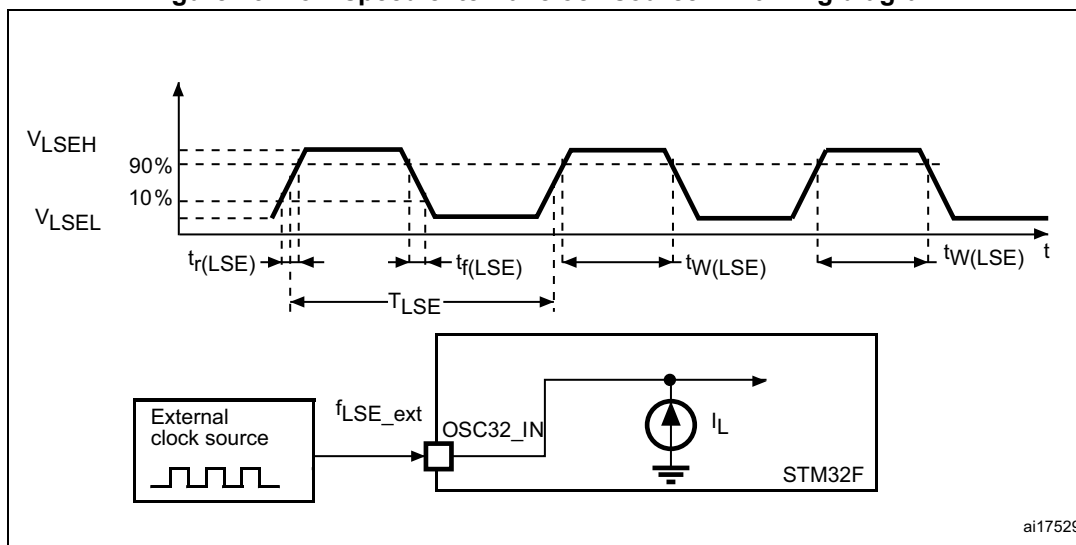 V_LSEH
90%
10%
V_LSEL
t_r(LSE)
t_f(LSE)
t_W(LSE)
t_W(LSE)
t
T_LSE
External
clock source
f_LSE_ext
OSC32_IN
I_L
STM32F
ai17529